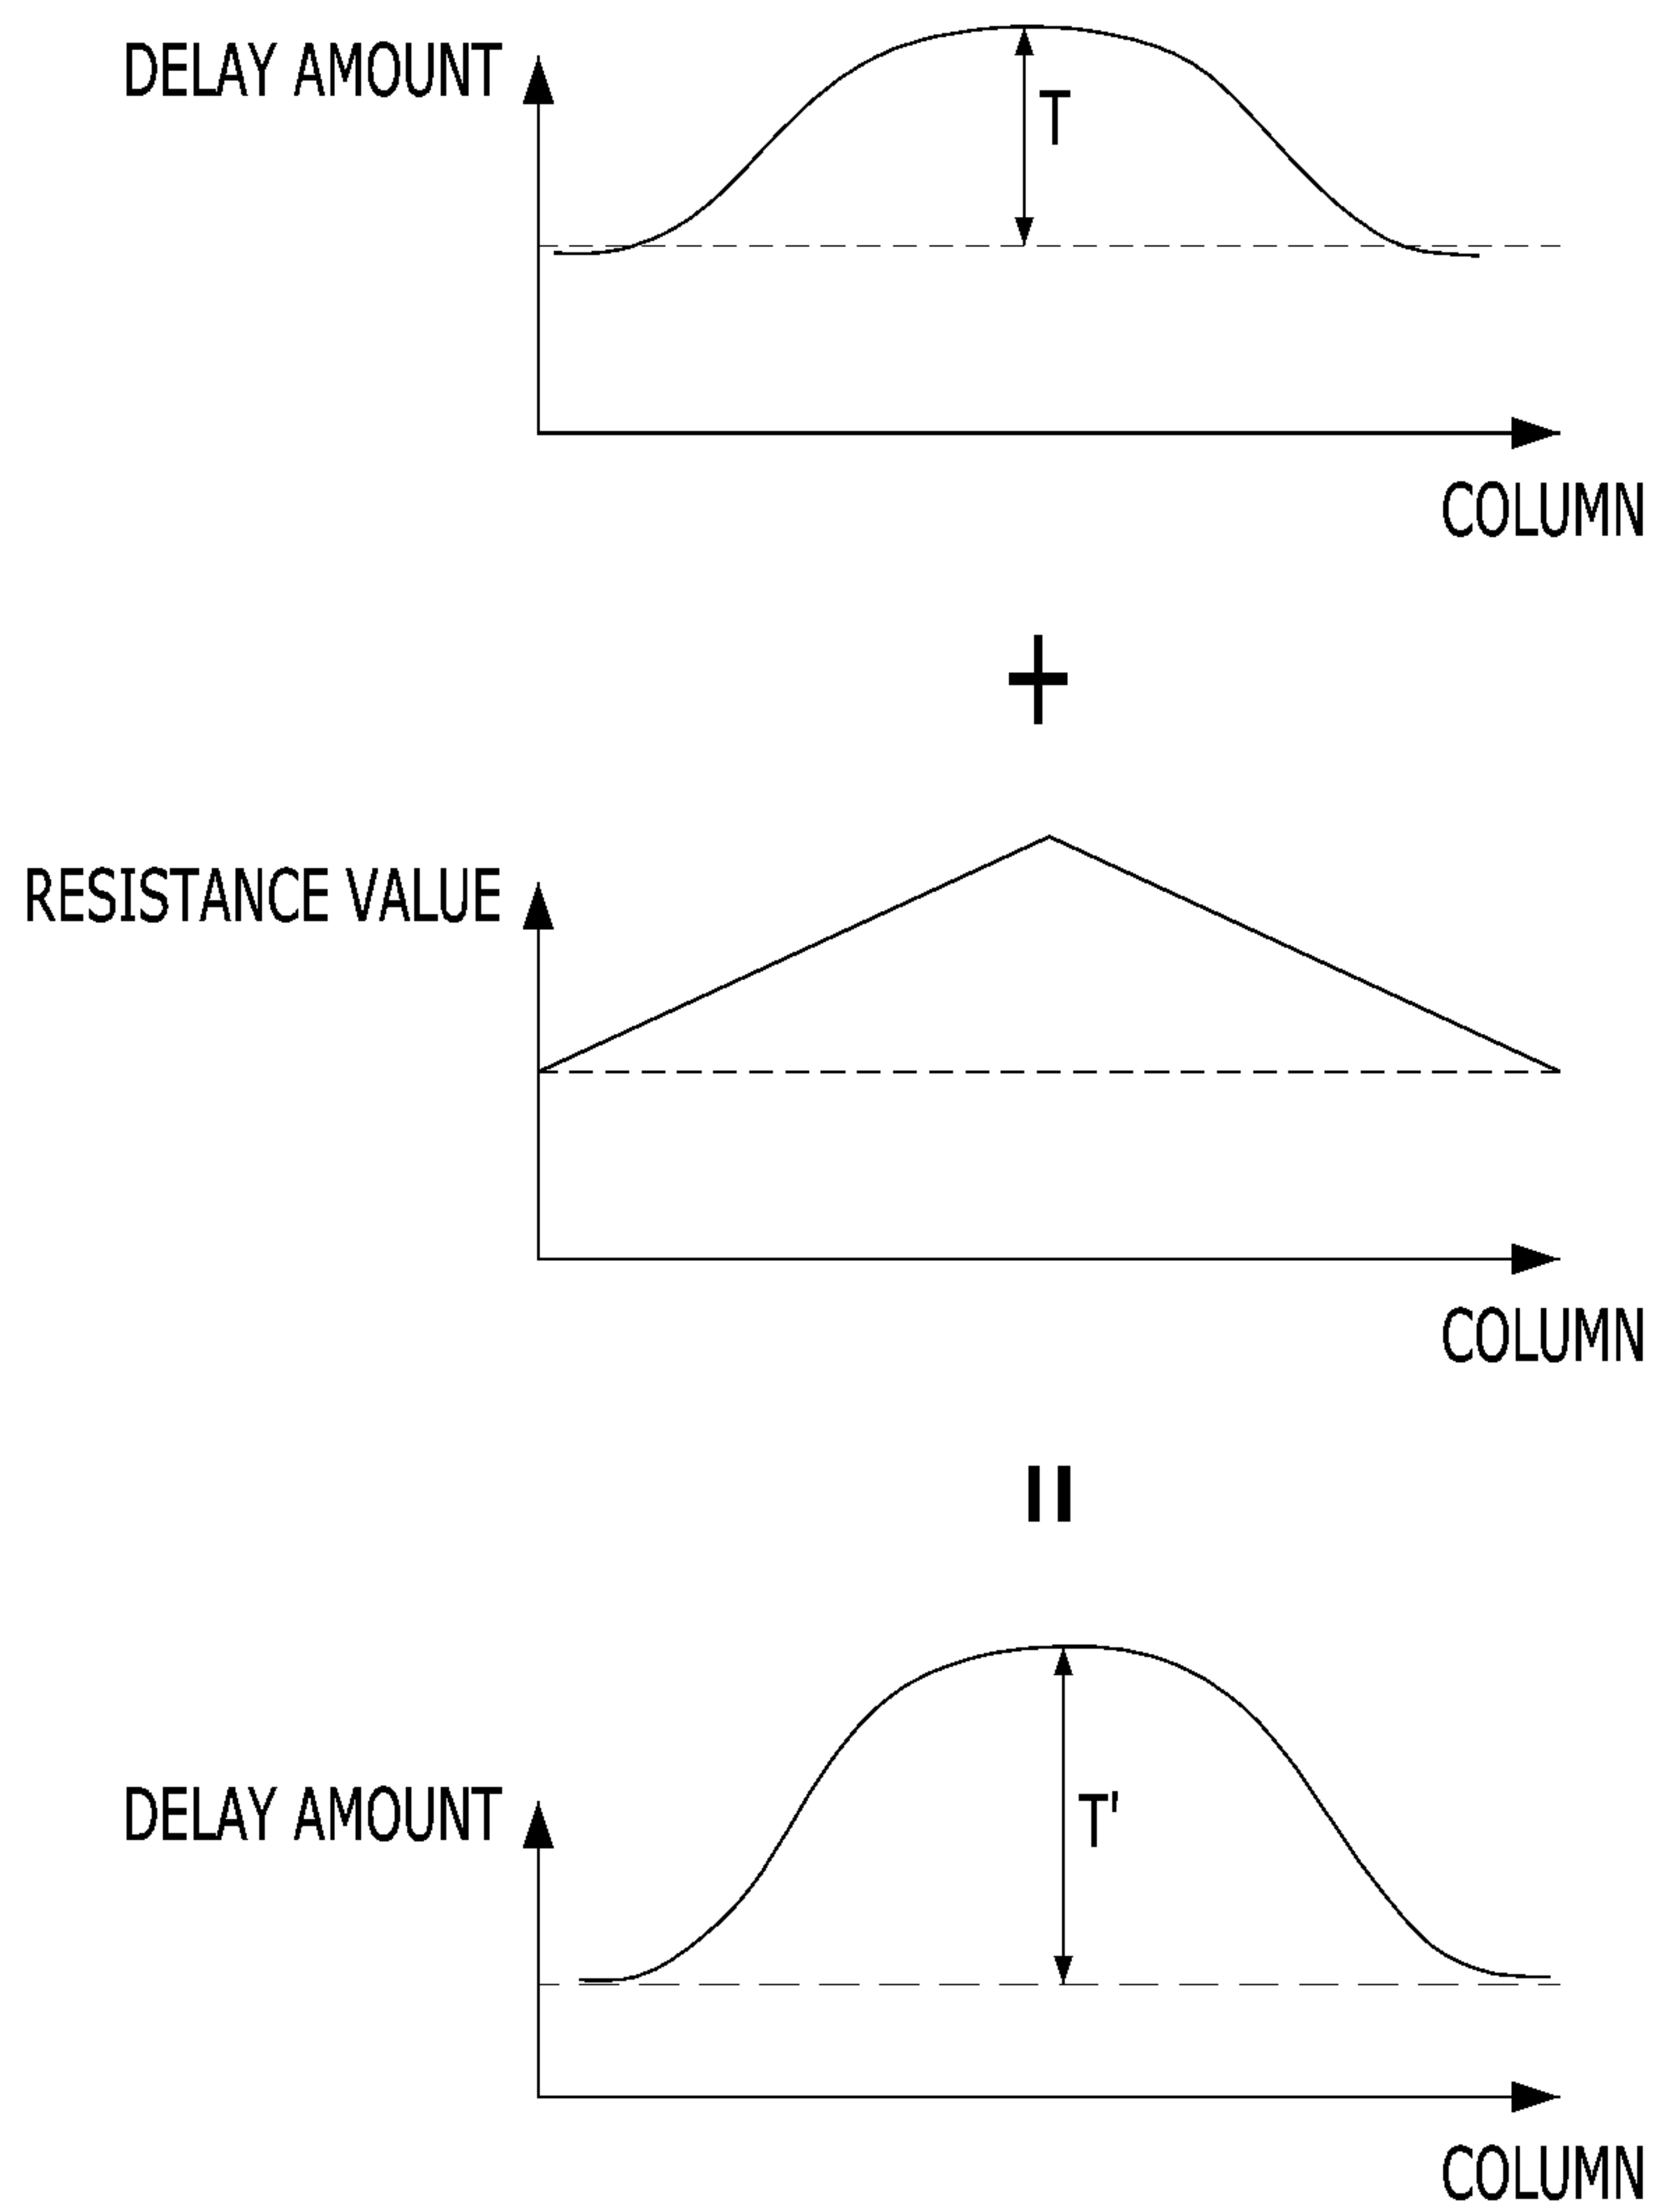 DELAY AMOUNT
T
COLUMN
+
RESISTANCE VALUE
COLUMN
=
DELAY AMOUNT
T'
COLUMN